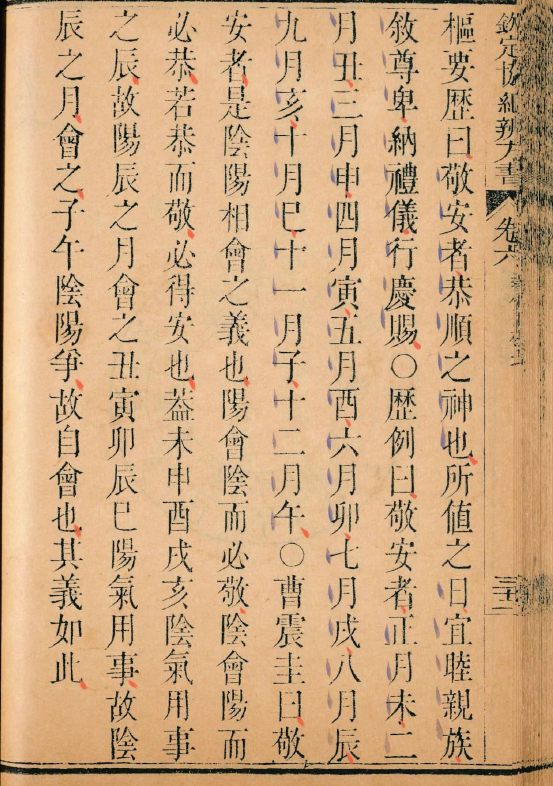 欽定協紀辨方書 卷六
樞要歷曰敬安者恭順之神也所値之日宜睦親族
敘尊卑納禮儀行慶賜○歷例曰敬安者正月未二
月丑三月申四月寅五月酉六月卯七月戌八月辰
九月亥十月巳十一月子十二月午○曹震圭曰敬
安者是陰陽相會之義也陽會陰而必敬陰會陽而
必恭若恭而敬必得安也葢未申酉戌亥陰氣用事
之辰故陽辰之月會之丑寅卯辰巳陽氣用事故陰
辰之月會之子午陰陽爭故自會也其義如此